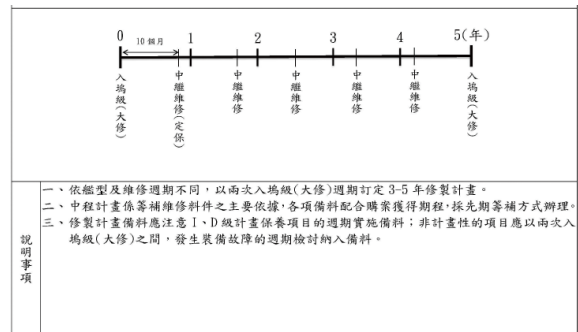 0 1 2 3 4 5(年)
10 個月
入塢級(大修)
中繼維修(定保)
中繼維修
中繼維修
中繼維修
中繼維修
入塢級(大修)
說明事項
一、依艦型及維修週期不同，以兩次入塢級(大修)週期訂定 3-5 年修製計畫。
二、中程計畫係籌補維修料件之主要依據，各項備料配合購案獲得期程，採先期籌補方式辦理。
三、修製計畫備料應注意 I、D 級計畫保養項目的週期實施備料；非計畫性的項目應以兩次入
塢級(大修)之間，發生裝備故障的週期檢討納入備料。